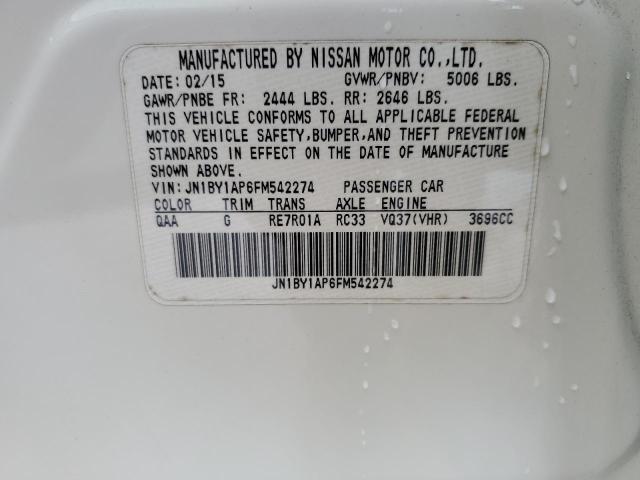 MANUFACTURED BY NISSAN MOTOR CO.,LTD.
DATE: 02/15 GVWR/PNBV: 5006 LBS.
GAWR/PNBE FR: 2444 LBS. RR: 2646 LBS.
THIS VEHICLE CONFORMS TO ALL APPLICABLE FEDERAL
MOTOR VEHICLE SAFETY,BUMPER,AND THEFT PREVENTION
STANDARDS IN EFFECT ON THE DATE OF MANUFACTURE
SHOWN ABOVE.
VIN:JN1BY1AP6FM542274 PASSENGER CAR
COLOR TRIM TRANS AXLE ENGINE
QAA G RE7R01A RC33 VQ37(VHR) 3696CC
JN1BY1AP6FM542274